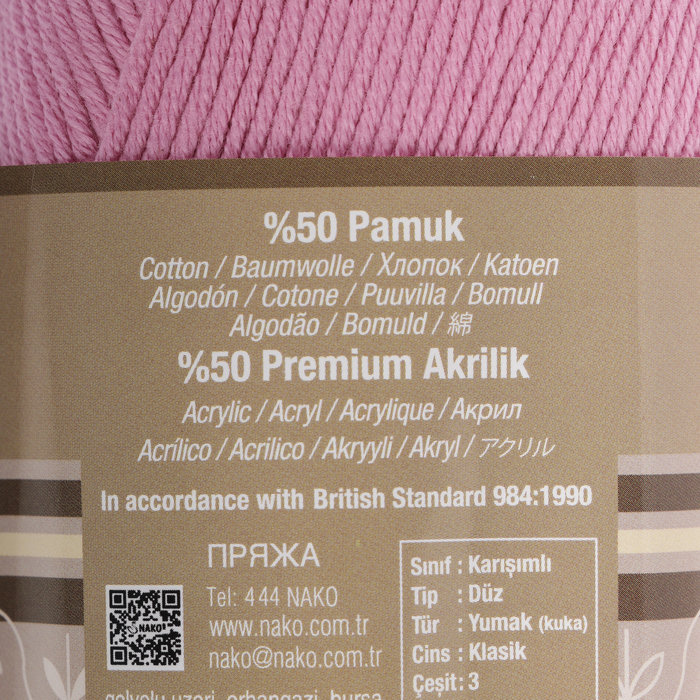 %50 Pamuk
Cotton / Baumwolle / Хлопок / Katoen
Algodón / Cotone / Puuvilla / Bomull
Algodão / Bomuld / 綿
%50 Premium Akrilik
Acrylic / Acryl / Acrylique / Акрил
Acrílico / Acrilico / Akryyli / Akryl / アクリル
In accordance with British Standard 984:1990
ПРЯЖА
Tel: 444 NAKO
www.nako.com.tr
nako@nako.com.tr
NAKO
Sınıf : Karışımlı
Tip : Düz
Tür : Yumak (kuka)
Cins : Klasik
Çeşit : 3